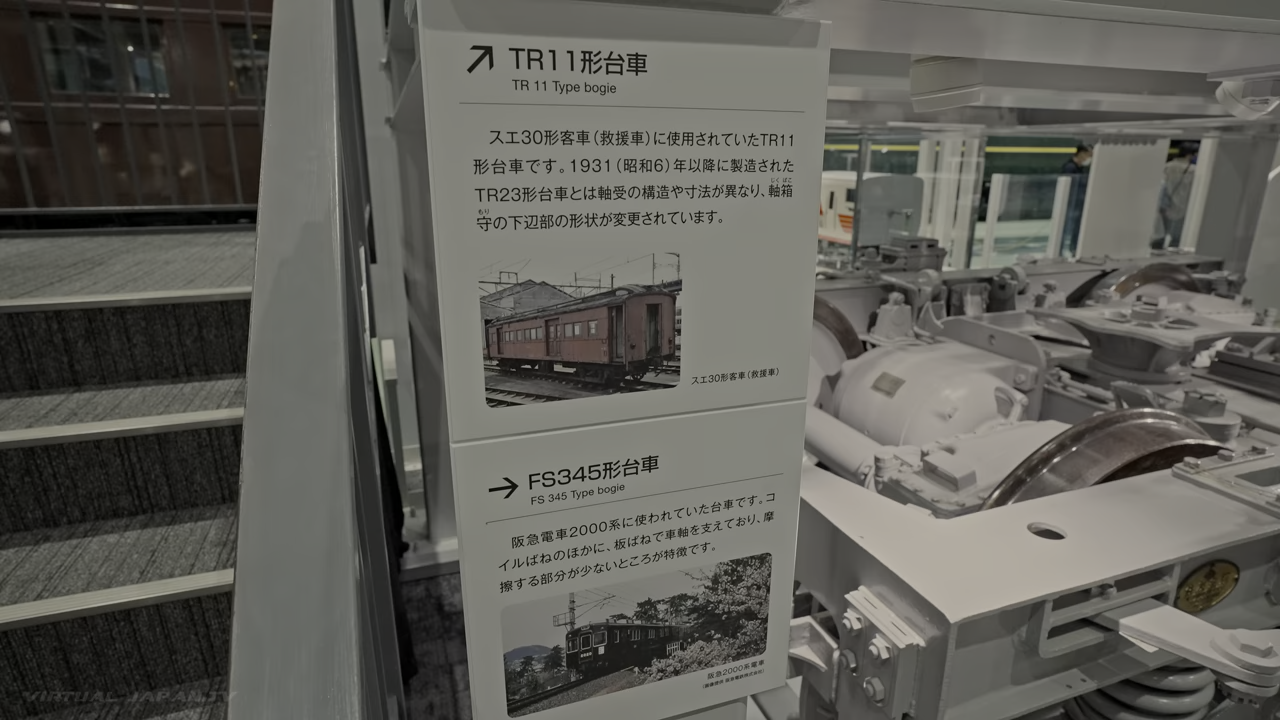 TR11形台車
TR 11 Type bogie
スエ30形客車(救援車)に使用されていたTR11
形台車です。1931(昭和6)年以降に製造された
TR23形台車とは軸受の構造や寸法が異なり、軸箱
じく ばこ
守の下辺部の形状が変更されています。
もり
スエ30形客車(救援車)
FS345形台車
FS 345 Type bogie
阪急電車2000系に使われていた台車です。コ
イルばねのほかに、板ばねで車軸を支えており、摩
擦する部分が少ないところが特徴です。
阪急2000系電車
VIRTUAL JAPAN.TV